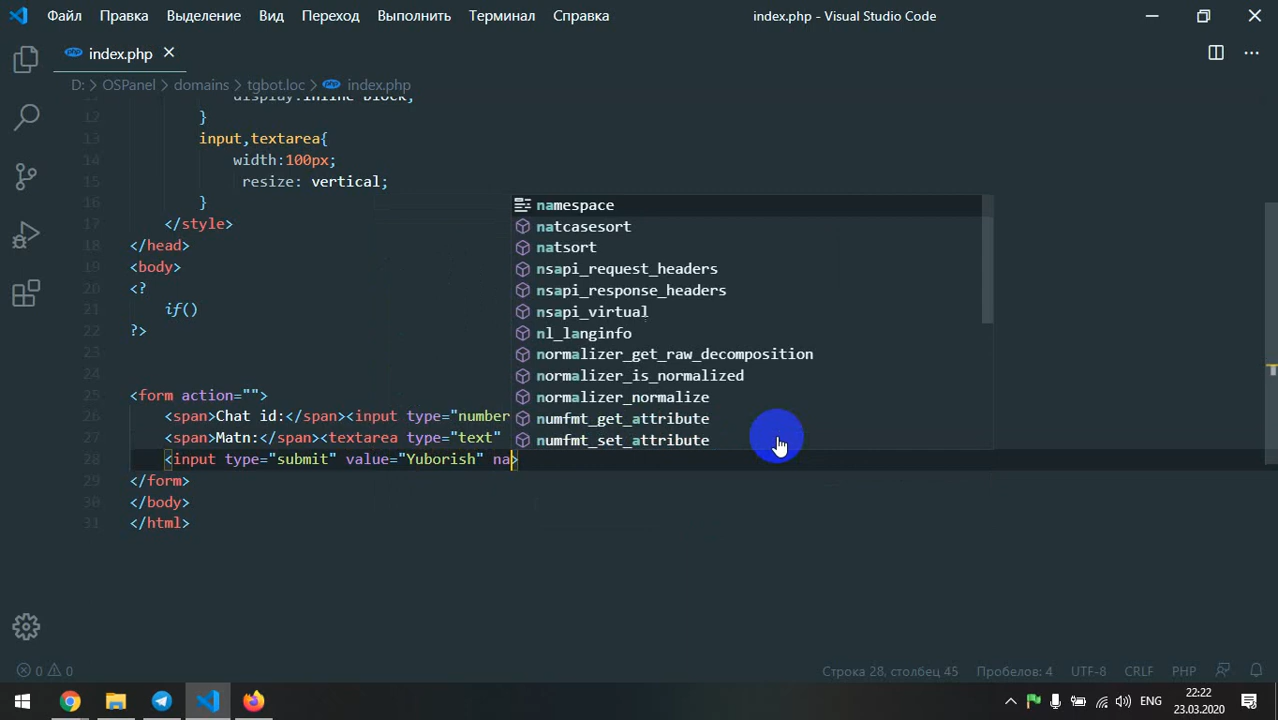 Файл Правка Выделение Вид Переход Выполнить Терминал Справка index.php - Visual Studio Code
index.php
D: > OSPanel > domains > tgbot.loc > index.php
12 }
13 input,textarea{
14 width:100px;
15 resize: vertical;
16 }
17 </style>
18 </head>
19 <body>
20 <?
21 if()
22 ?>
23
24
25 <form action="">
26 <span>Chat id:</span><input type="number
27 <span>Matn:</span><textarea type="text"
28 <input type="submit" value="Yuborish" na>
29 </form>
30 </body>
31 </html>
namespace
natcasesort
natsort
nsapi_request_headers
nsapi_response_headers
nsapi_virtual
nl_langinfo
normalizer_get_raw_decomposition
normalizer_is_normalized
normalizer_normalize
numfmt_get_attribute
numfmt_set_attribute
0 0 Строка 28, столбец 45 Пробелов: 4 UTF-8 CRLF PHP
ENG 22:22
23.03.2020